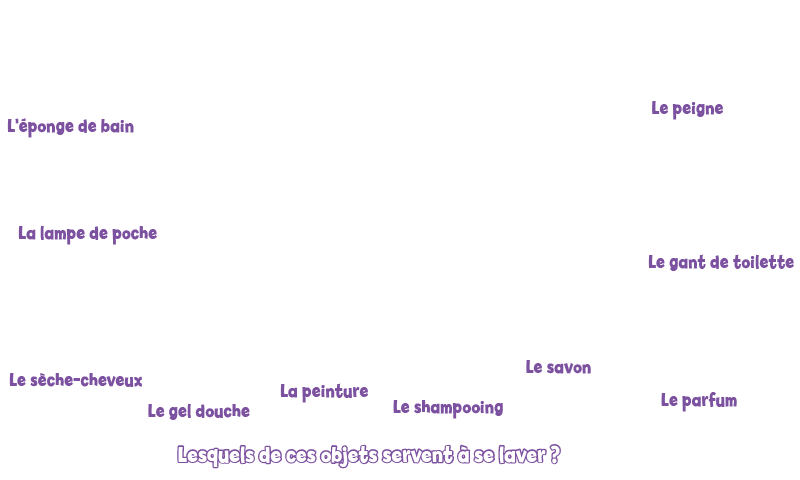 Le peigne
L'éponge de bain
La lampe de poche
Le gant de toilette
Le savon
Le sèche-cheveux
La peinture
Le parfum
Le shampooing
Le gel douche
Lesquels de ces objets servent à se laver ?